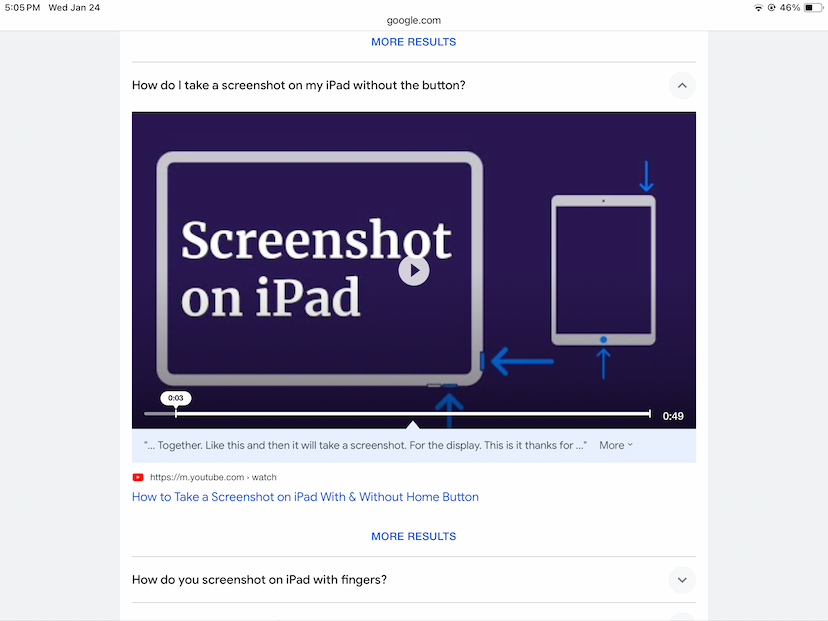 5:05 PM Wed Jan 24
46%
google.com
MORE RESULTS
How do I take a screenshot on my iPad without the button?
Screenshot
on iPad
0:03
0:49
"... Together. Like this and then it will take a screenshot. For the display. This is it thanks for ..." More
https://m.youtube.com › watch
How to Take a Screenshot on iPad With & Without Home Button
MORE RESULTS
How do you screenshot on iPad with fingers?